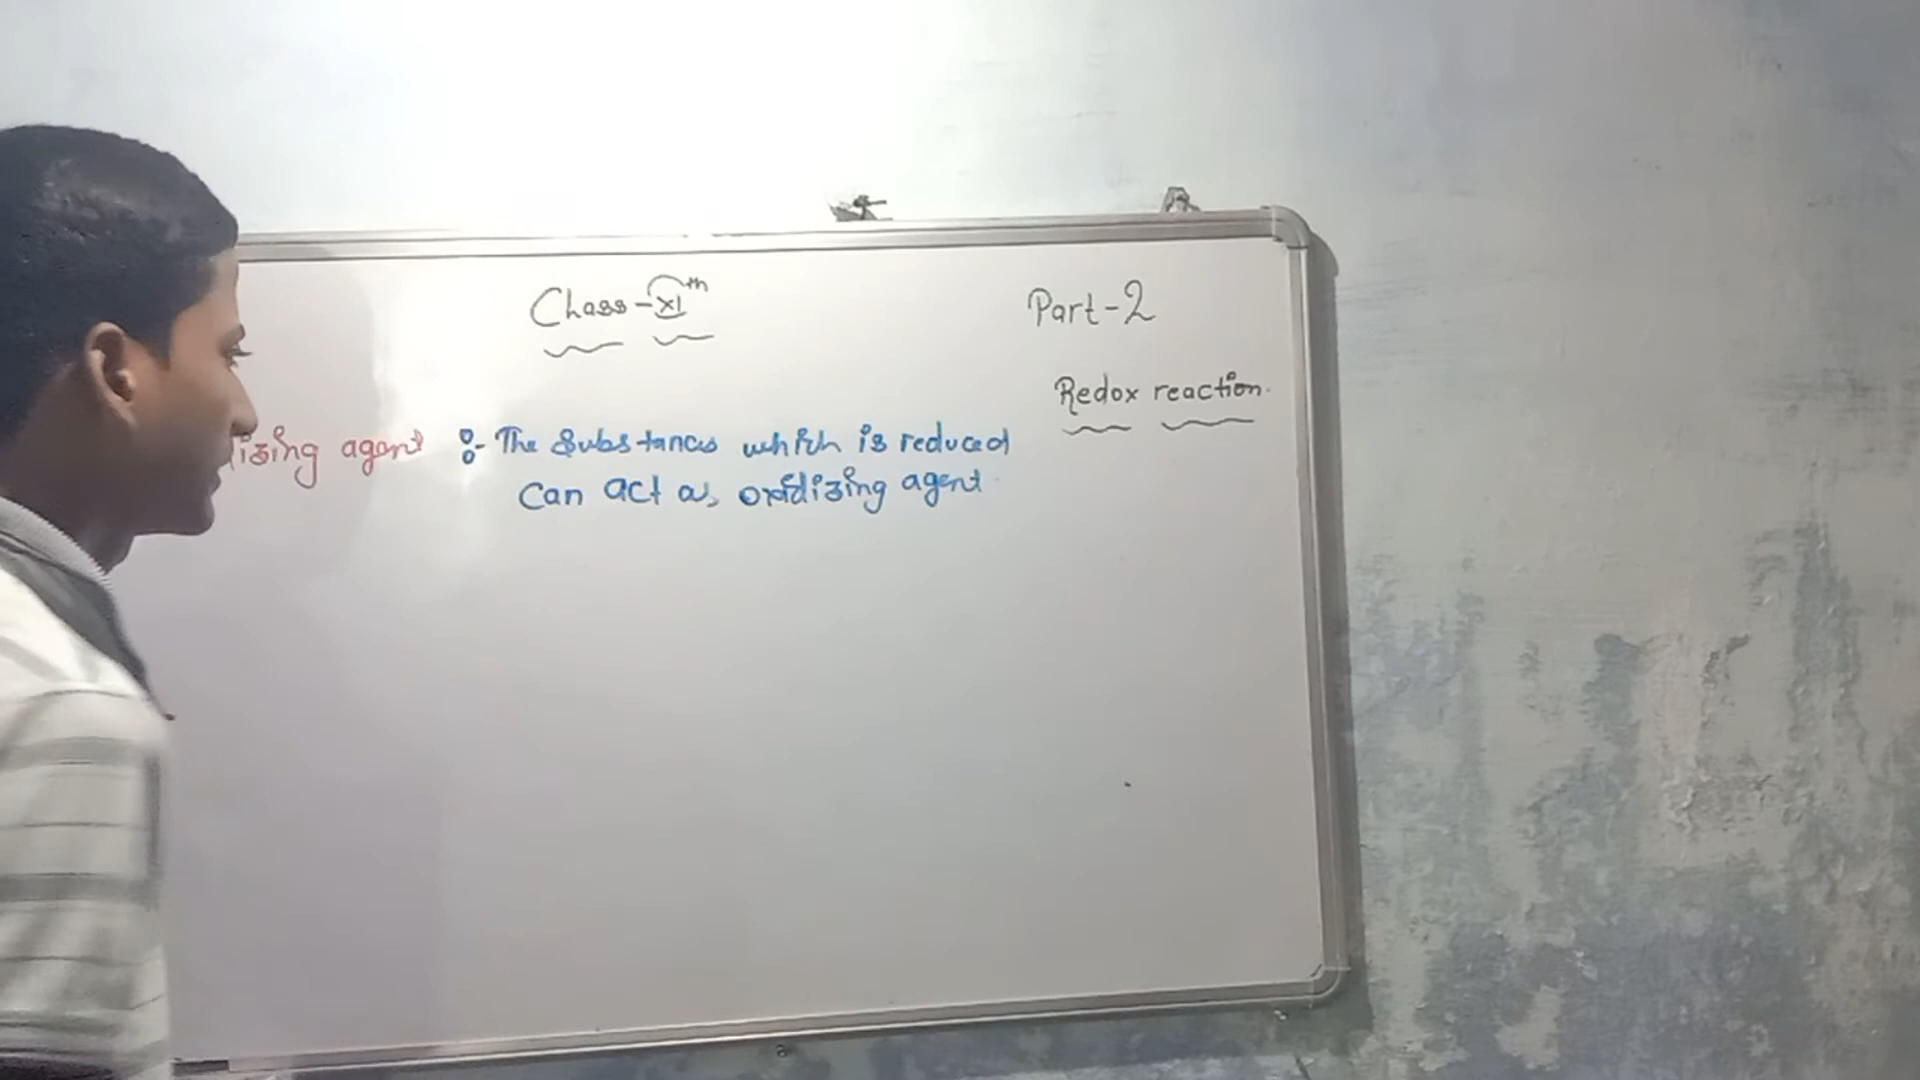 Class-XIth
Part-2
Redox reaction.
izing agent :- The Substances which is reduced
Can act as oxidizing agent.